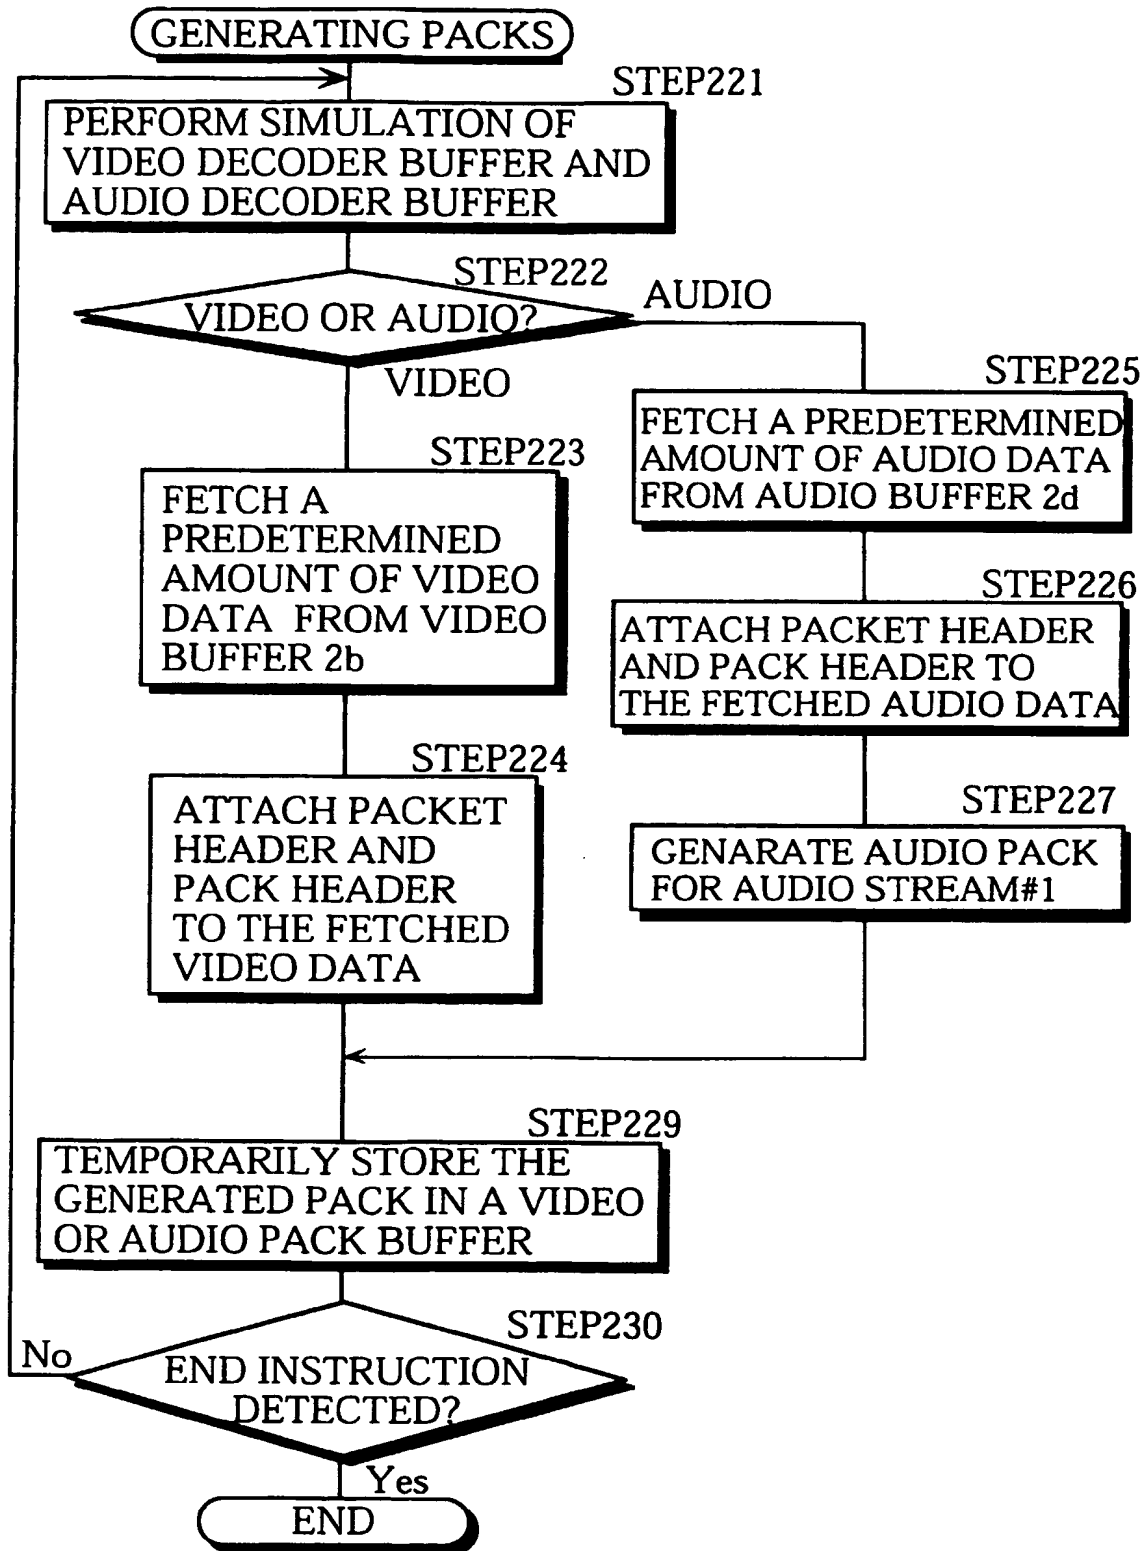 GENERATING PACKS
STEP221
PERFORM SIMULATION OF
VIDEO DECODER BUFFER AND
AUDIO DECODER BUFFER
STEP222
VIDEO OR AUDIO?
AUDIO
VIDEO
STEP223
FETCH A
PREDETERMINED
AMOUNT OF VIDEO
DATA FROM VIDEO
BUFFER 2b
STEP224
ATTACH PACKET
HEADER AND
PACK HEADER
TO THE FETCHED
VIDEO DATA
STEP225
FETCH A PREDETERMINED
AMOUNT OF AUDIO DATA
FROM AUDIO BUFFER 2d
STEP226
ATTACH PACKET HEADER
AND PACK HEADER TO
THE FETCHED AUDIO DATA
STEP227
GENARATE AUDIO PACK
FOR AUDIO STREAM#1
STEP229
TEMPORARILY STORE THE
GENERATED PACK IN A VIDEO
OR AUDIO PACK BUFFER
STEP230
END INSTRUCTION
DETECTED?
No
Yes
END